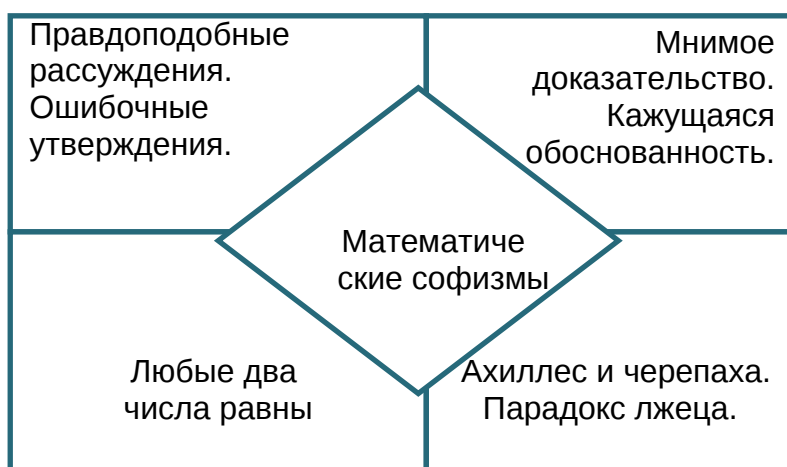 Правдоподобные
рассуждения.
Ошибочные
утверждения.
Мнимое
доказательство.
Кажущаяся
обоснованность.
Математиче
ские софизмы
Любые два
числа равны
Ахиллес и черепаха.
Парадокс лжеца.